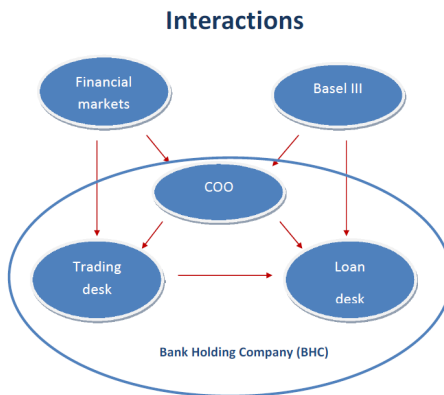 Interactions
Financial
markets
Basel III
COO
Trading
desk
Loan
desk
Bank Holding Company (BHC)